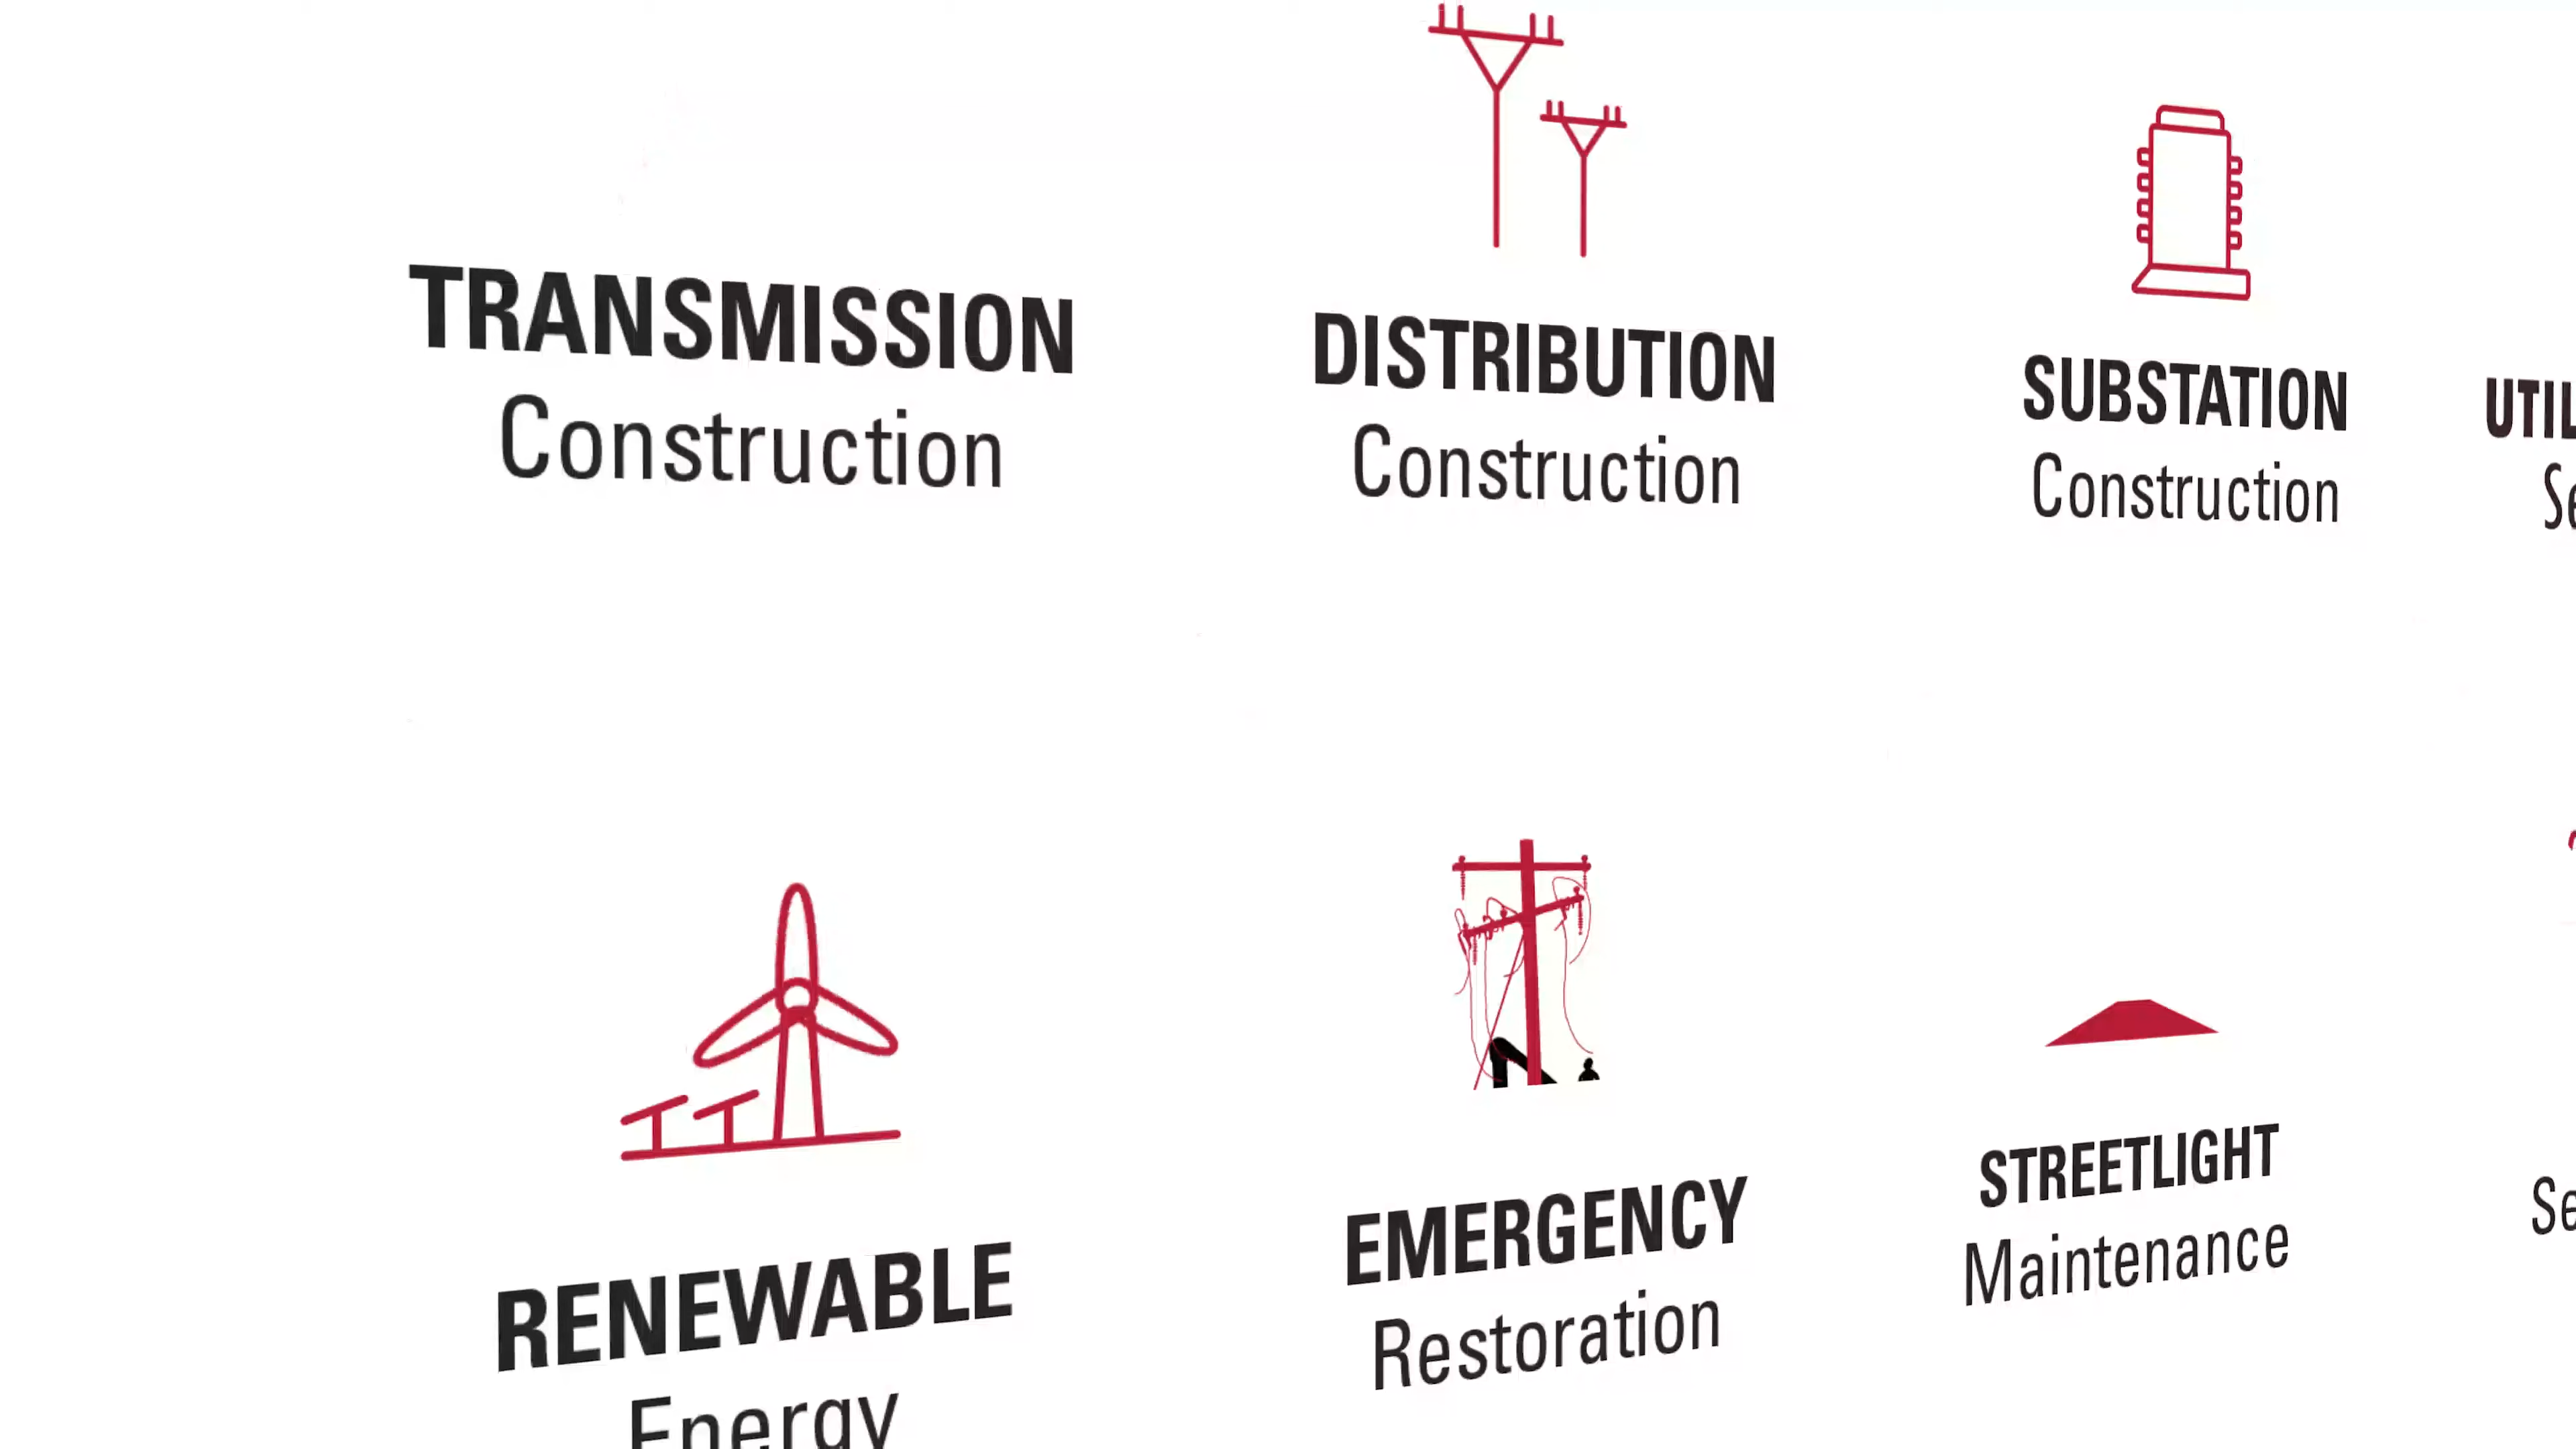 TRANSMISSION
Construction
DISTRIBUTION
Construction
SUBSTATION
Construction
RENEWABLE
Energy
EMERGENCY
Restoration
STREETLIGHT
Maintenance